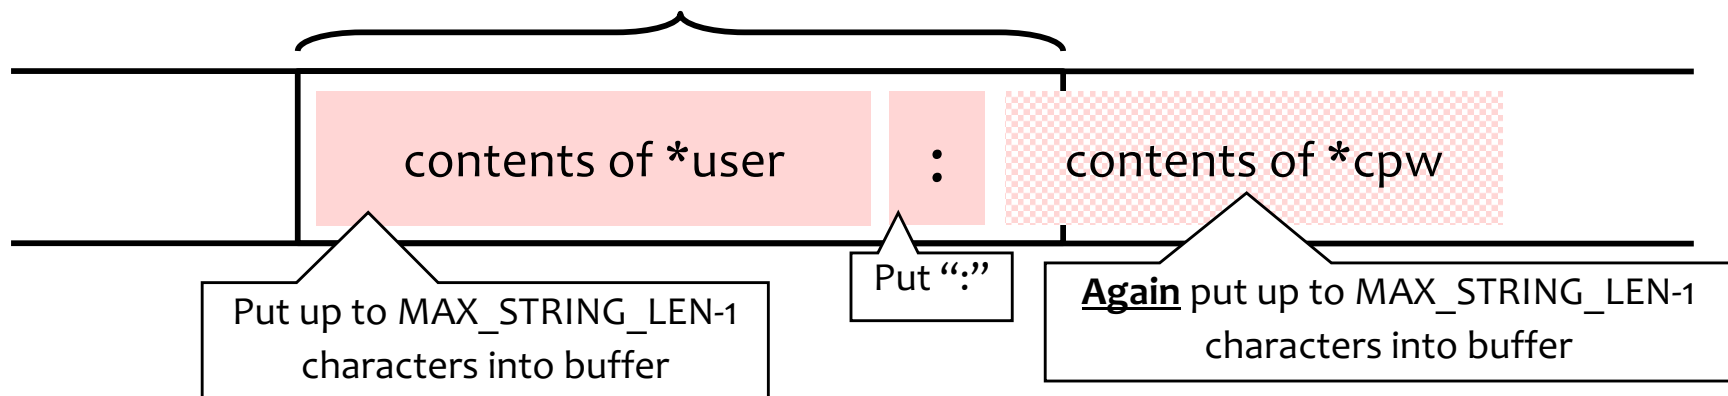 contents of *user
:
contents of *cpw
Put up to MAX_STRING_LEN-1
characters into buffer
Put “:”
Again put up to MAX_STRING_LEN-1
characters into buffer